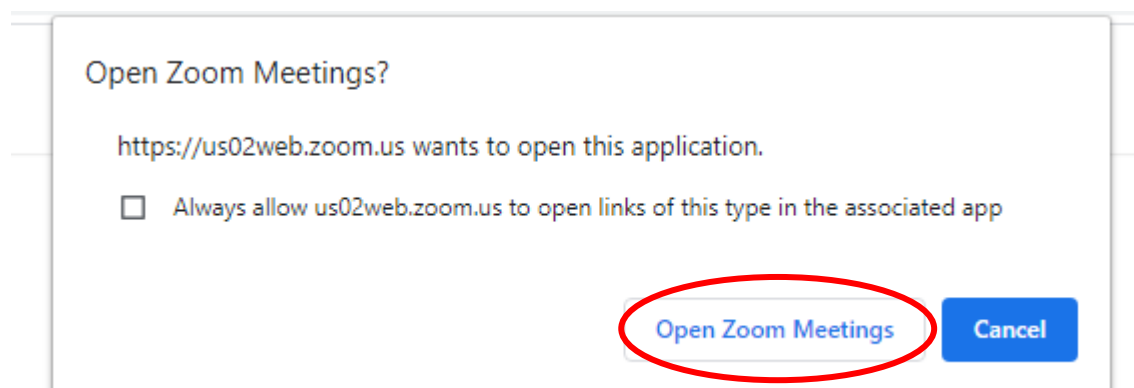 Open Zoom Meetings?
https://us02web.zoom.us wants to open this application.
Always allow us02web.zoom.us to open links of this type in the associated app
Open Zoom Meetings
Cancel